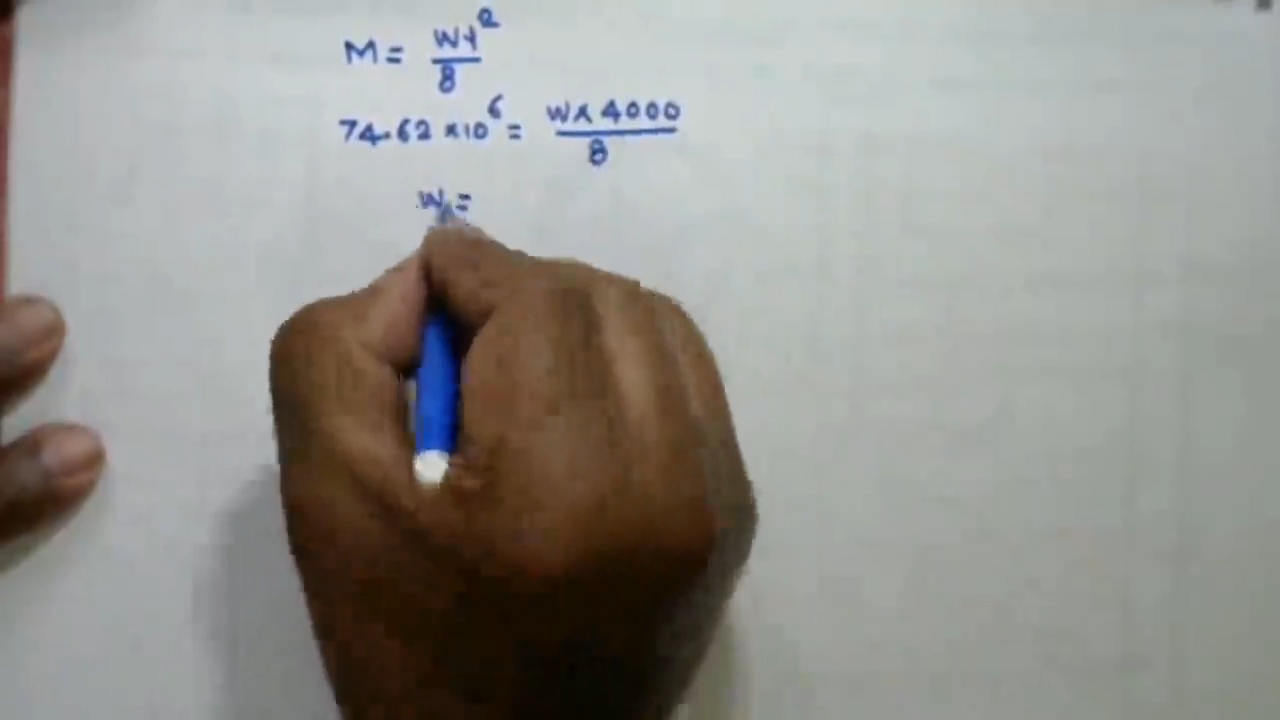 M = wl²/8
74.62 ×10⁶ = W× 4000/8
W =